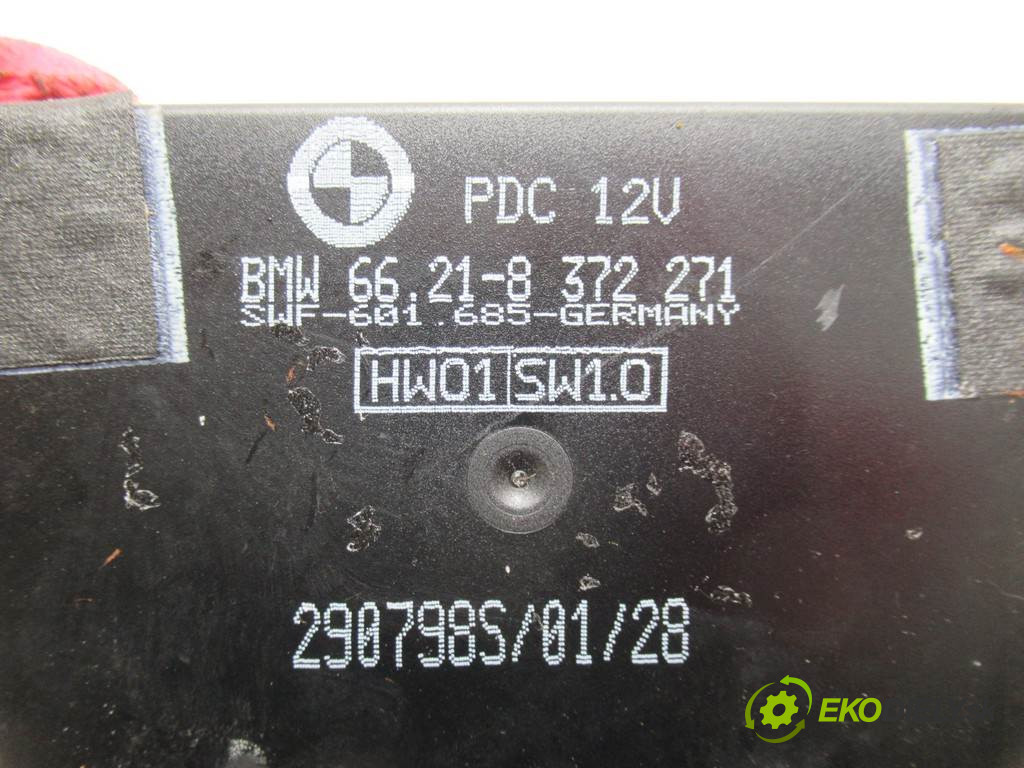 PDC 12V
BMW 66.21-8 372 271
SWF-601.685-GERMANY
HW01 SW1.0
290798S/01/28
EKO